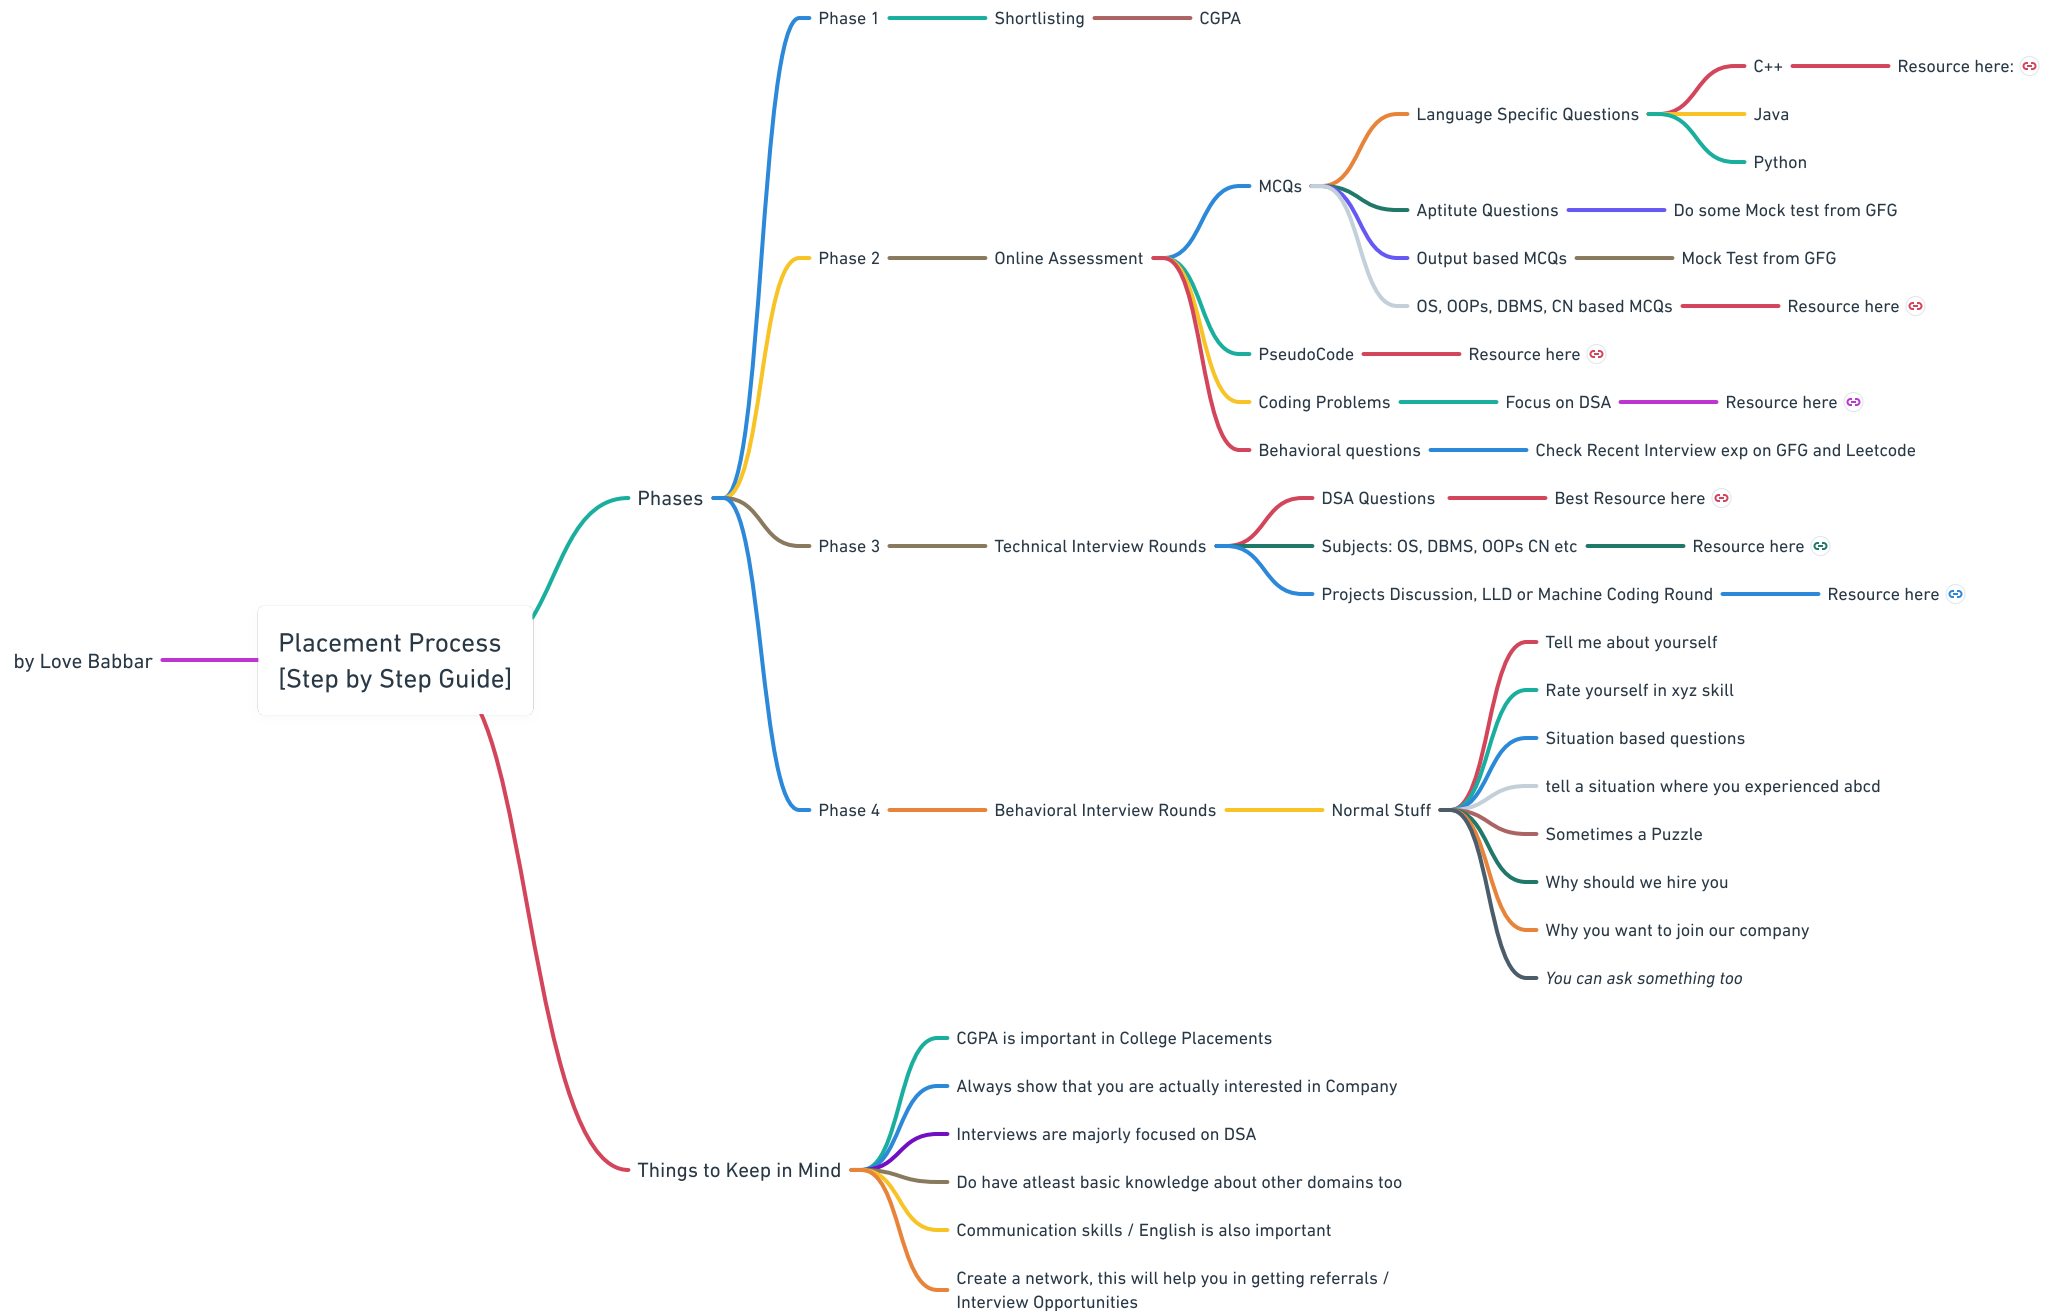 Phase 1
Shortlisting
CGPA
C++
Resource here:
Language Specific Questions
Java
Python
MCQs
Aptitute Questions
Do some Mock test from GFG
Phase 2
Online Assessment
Output based MCQs
Mock Test from GFG
OS, OOPs, DBMS, CN based MCQs
Resource here
PseudoCode
Resource here
Coding Problems
Focus on DSA
Resource here
Behavioral questions
Check Recent Interview exp on GFG and Leetcode
Phases
DSA Questions
Best Resource here
Phase 3
Technical Interview Rounds
Subjects: OS, DBMS, OOPs CN etc
Resource here
Projects Discussion, LLD or Machine Coding Round
Resource here
by Love Babbar
Placement Process
[Step by Step Guide]
Tell me about yourself
Rate yourself in xyz skill
Situation based questions
tell a situation where you experienced abcd
Phase 4
Behavioral Interview Rounds
Normal Stuff
Sometimes a Puzzle
Why should we hire you
Why you want to join our company
You can ask something too
Things to Keep in Mind
CGPA is important in College Placements
Always show that you are actually interested in Company
Interviews are majorly focused on DSA
Do have atleast basic knowledge about other domains too
Communication skills / English is also important
Create a network, this will help you in getting referrals /
Interview Opportunities